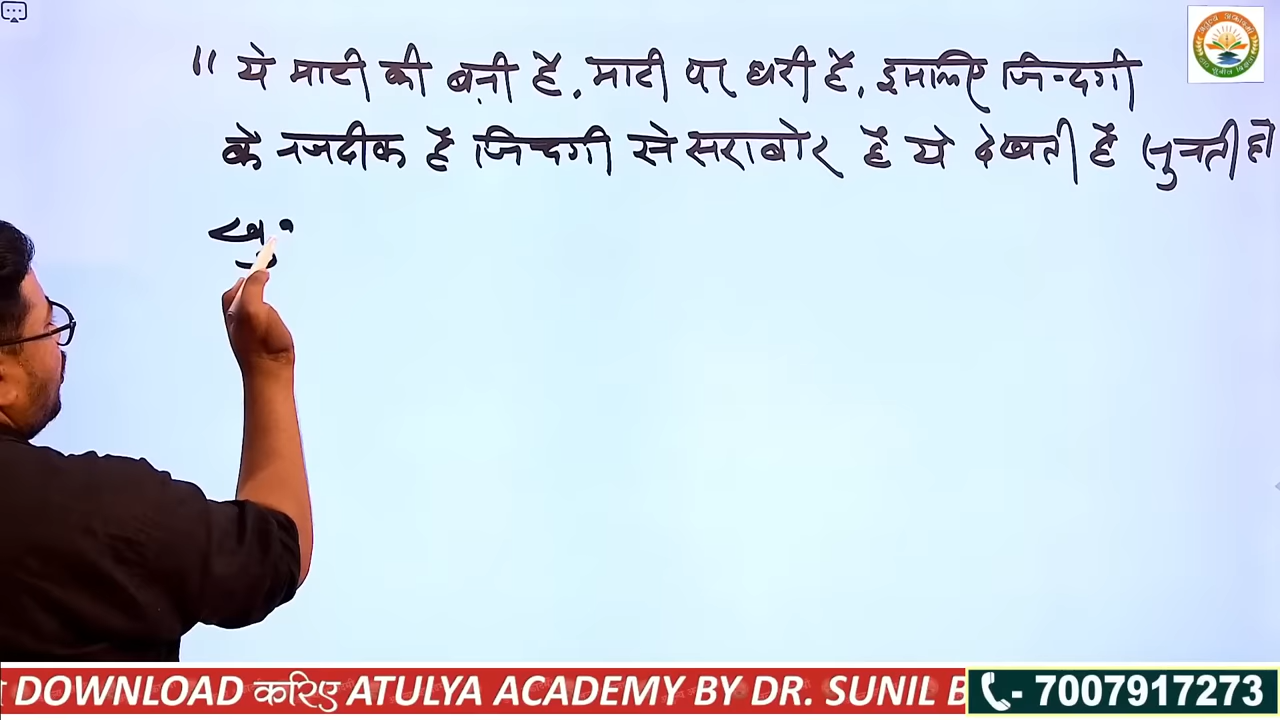 " ये माटी की बनी हैं, माटी पर धरी हैं, इसलिए जिन्दगी
के नजदीक हैं जिन्दगी से सराबोर हैं ये देखती हैं सुनती हैं
खु
DOWNLOAD करिए ATULYA ACADEMY BY DR. SUNIL B
- 7007917273